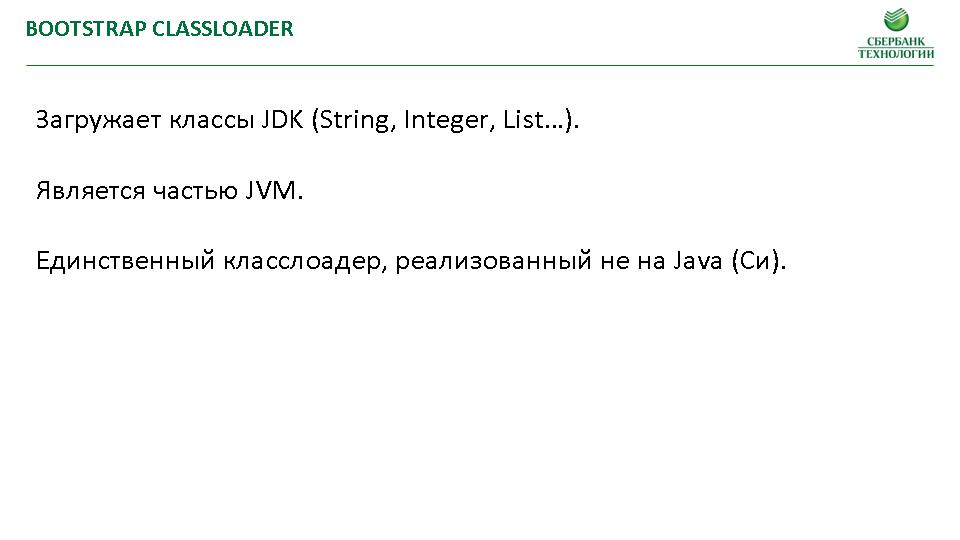 BOOTSTRAP CLASSLOADER
СБЕРБАНК
ТЕХНОЛОГИИ
Загружает классы JDK (String, Integer, List...).
Является частью JVM.
Единственный класслоадер, реализованный не на Java (Си).